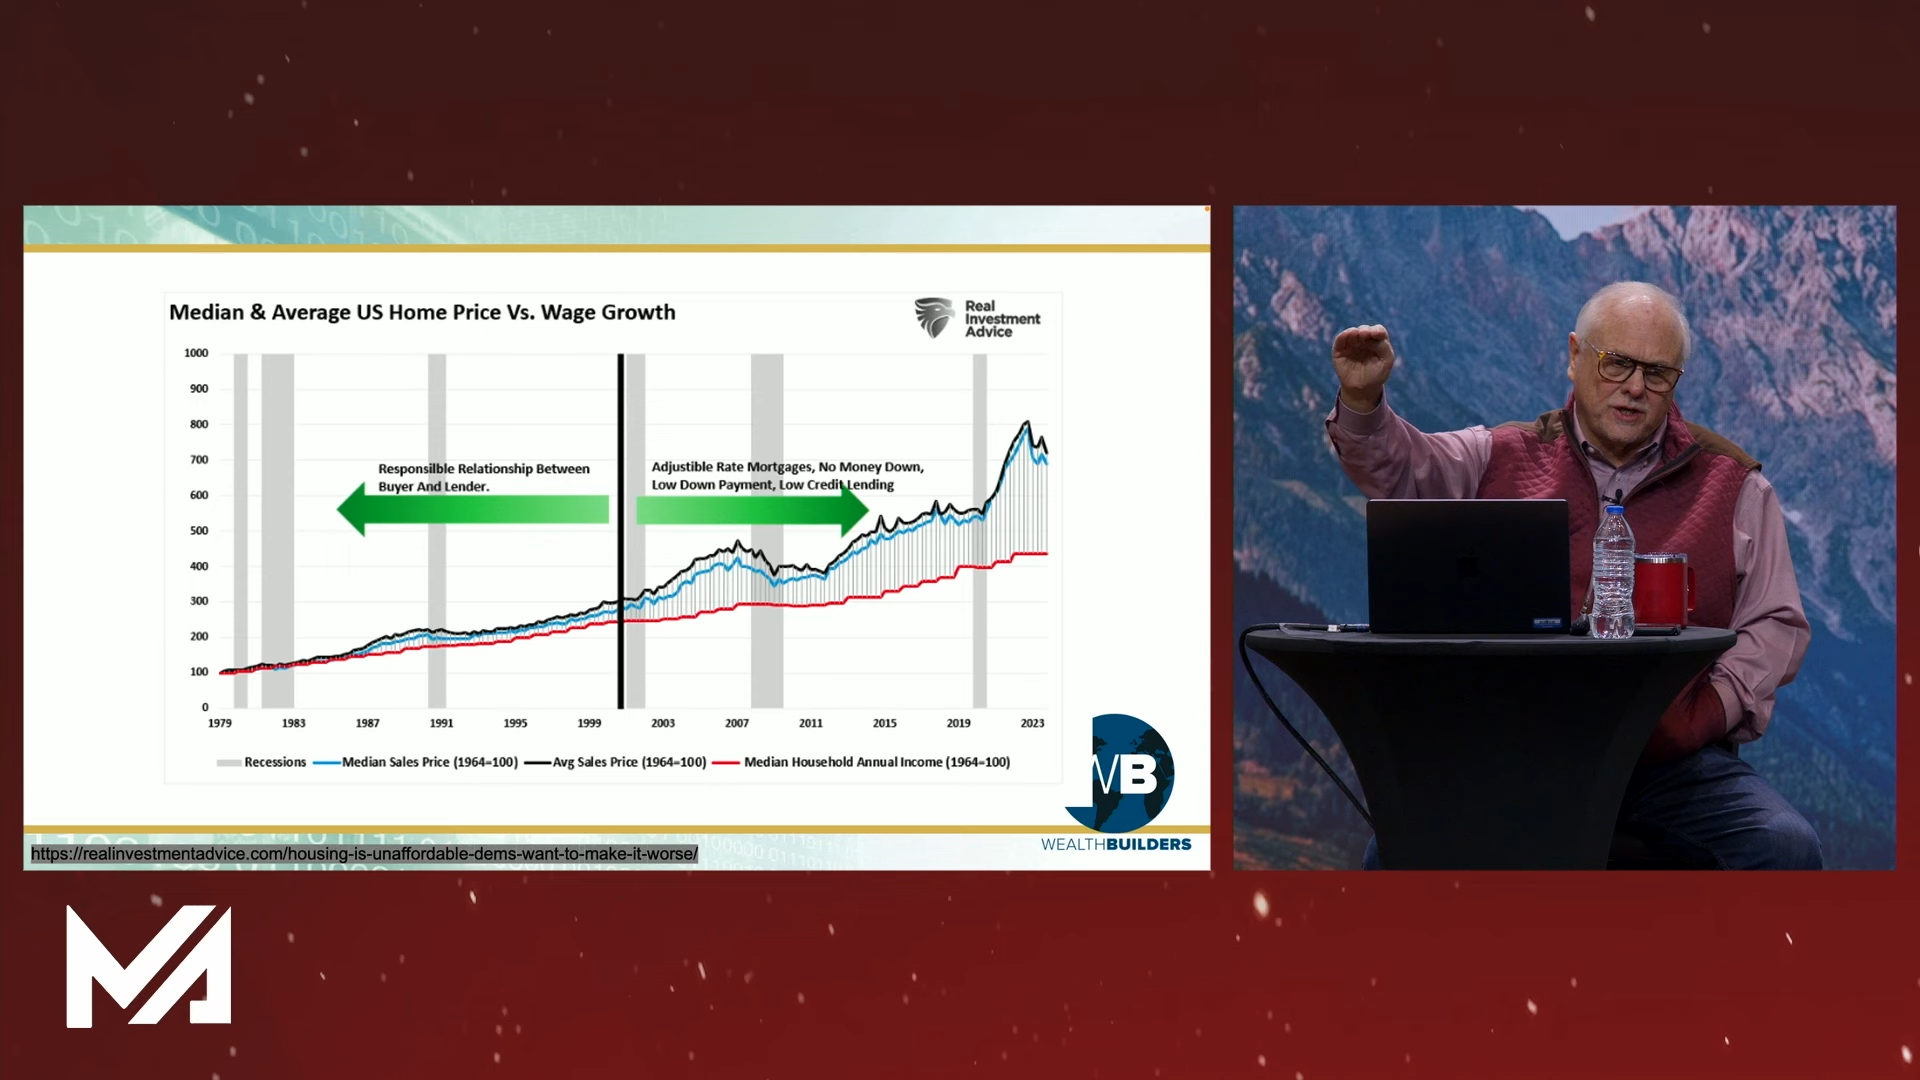 Median & Average US Home Price Vs. Wage Growth
Real
Investment
Advice
1000
900
800
700
600
500
400
300
200
100
0
Responsilble Relationship Between
Buyer And Lender.
Adjustible Rate Mortgages, No Money Down,
Low Down Payment, Low Credit Lending
1979 1983 1987 1991 1995 1999 2003 2007 2011 2015 2019 2023
Recessions Median Sales Price (1964=100) Avg Sales Price (1964=100) Median Household Annual Income (1964=100)
WB
WEALTHBUILDERS
https://realinvestmentadvice.com/housing-is-unaffordable-dems-want-to-make-it-worse/
MA